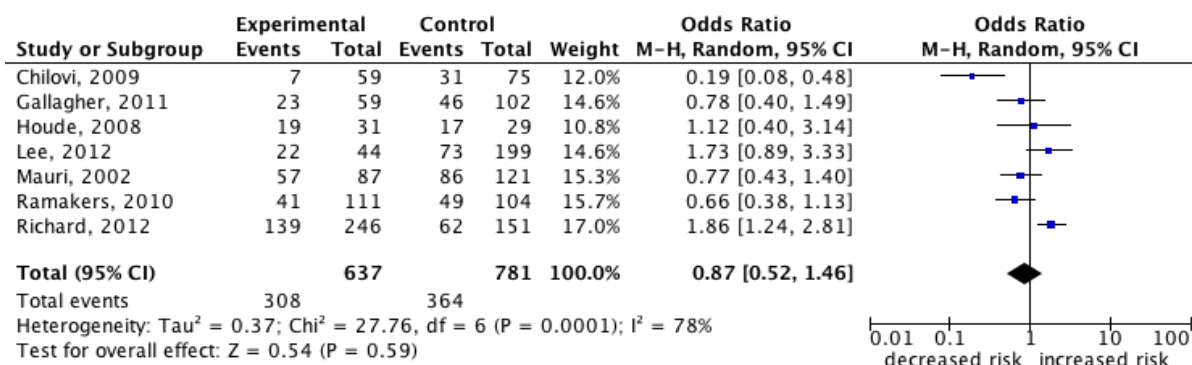 Experimental Control Odds Ratio Odds Ratio
Study or Subgroup Events Total Events Total Weight M-H, Random, 95% CI M-H, Random, 95% CI
Chilovi, 2009 7 59 31 75 12.0% 0.19 [0.08, 0.48]
Gallagher, 2011 23 59 46 102 14.6% 0.78 [0.40, 1.49]
Houde, 2008 19 31 17 29 10.8% 1.12 [0.40, 3.14]
Lee, 2012 22 44 73 199 14.6% 1.73 [0.89, 3.33]
Mauri, 2002 57 87 86 121 15.3% 0.77 [0.43, 1.40]
Ramakers, 2010 41 111 49 104 15.7% 0.66 [0.38, 1.13]
Richard, 2012 139 246 62 151 17.0% 1.86 [1.24, 2.81]
Total (95% CI) 637 781 100.0% 0.87 [0.52, 1.46]
Total events 308 364
Heterogeneity: Tau² = 0.37; Chi² = 27.76, df = 6 (P = 0.0001); I² = 78%
Test for overall effect: Z = 0.54 (P = 0.59)
0.01 0.1 1 10 100
decreased risk increased risk